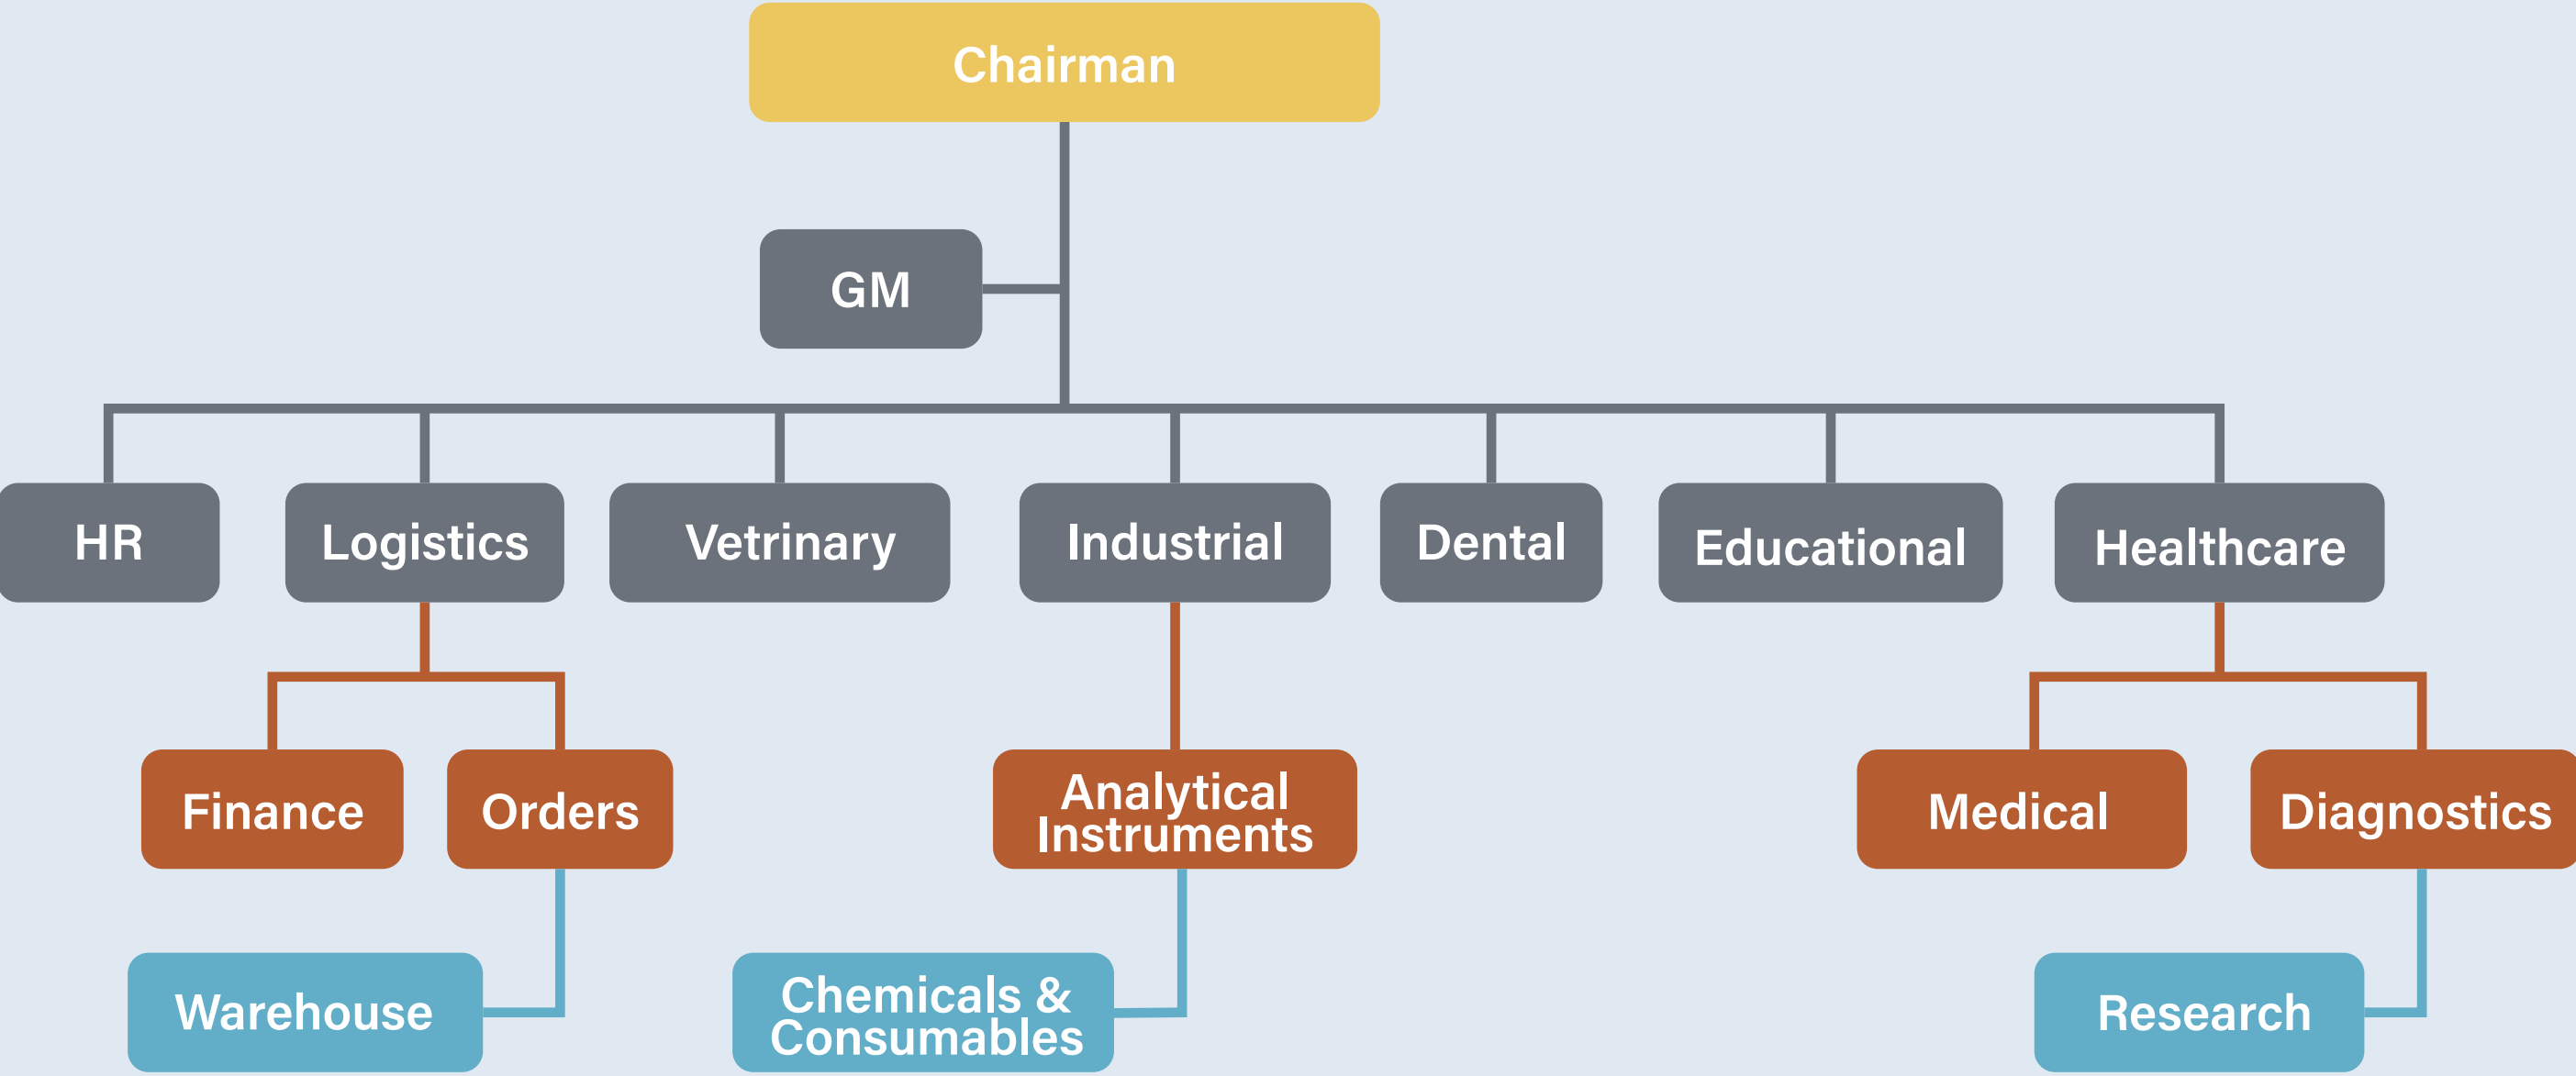 Chairman
GM
HR
Logistics
Vetrinary
Industrial
Dental
Educational
Healthcare
Finance
Orders
Analytical
Instruments
Medical
Diagnostics
Warehouse
Chemicals &
Consumables
Research